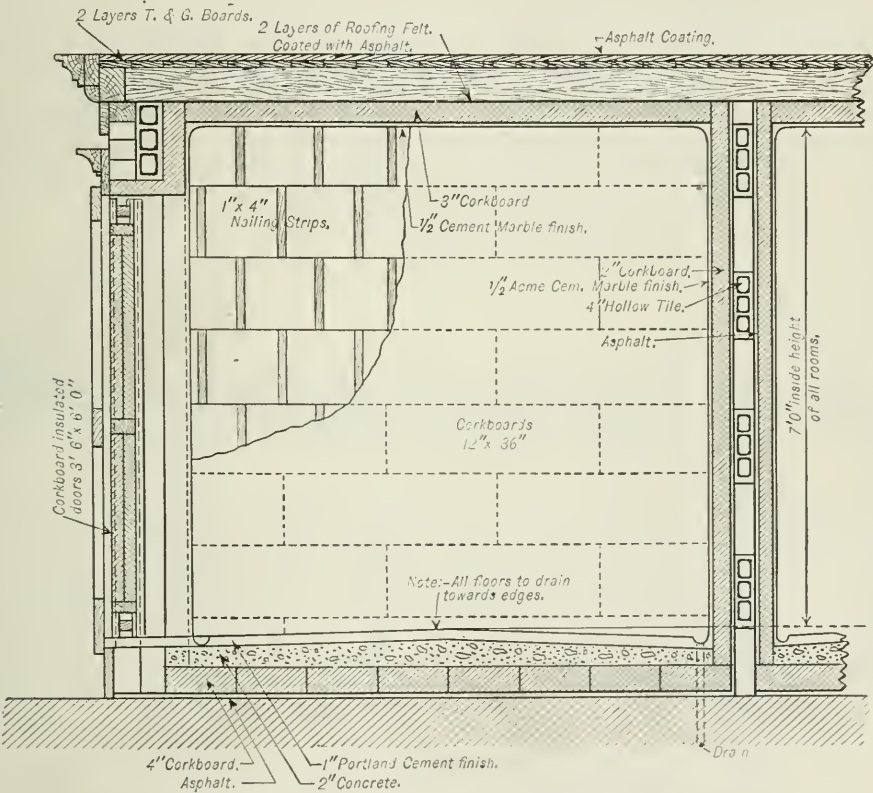 2 Layers T. & G. Boards.
2 Layers of Roofing Felt.
Coated with Asphalt.
Asphalt Coating.
1"x 4"
Nailing Strips.
3"Corkboard
1/2"Cement Marble finish.
2"Corkboard.
1/2"Acme Cem. Marble finish.
4"Hollow Tile.
Asphalt.
7'0"inside height
of all rooms.
Corkboard insulated
doors 3' 6"x 6' 0"
Corkboards
12"x 36"
Note:-All floors to drain
towards edges.
4"Corkboard.
Asphalt.
1"Portland Cement finish.
2"Concrete.
Drain